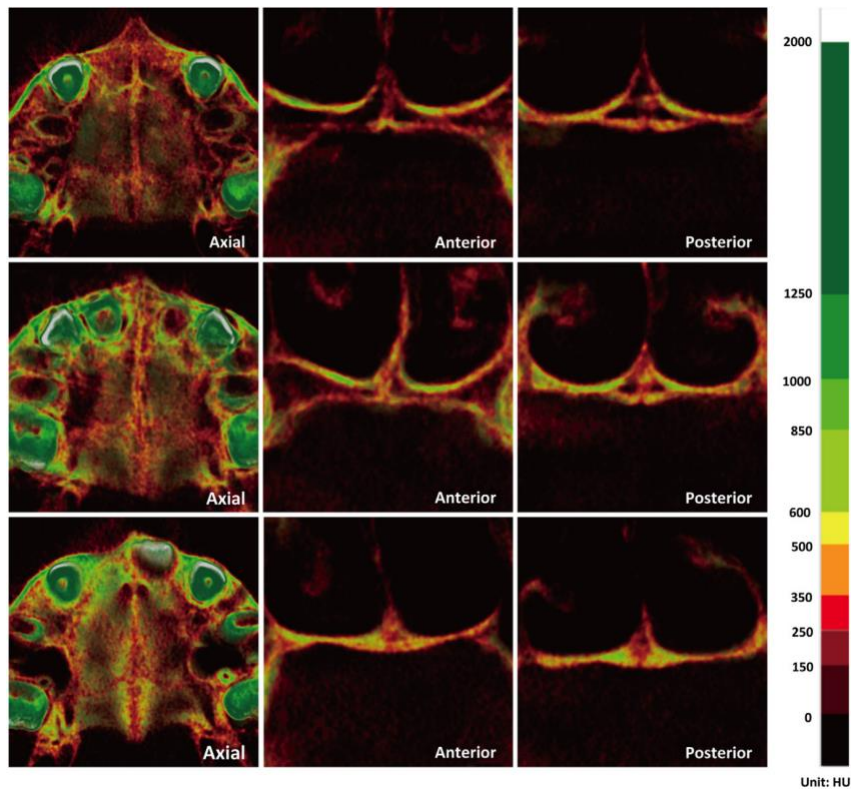 Axial
Anterior
Posterior
Axial
Anterior
Posterior
Axial
Anterior
Posterior
2000
1250
1000
850
600
500
350
250
150
0
Unit: HU